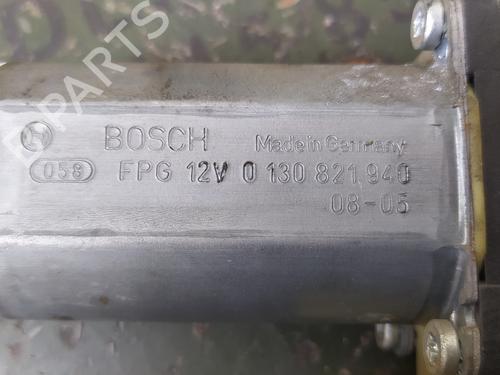 B-PARTS
BOSCH Made in Germany
058 FPG 12V 0 130 821 940
08-05